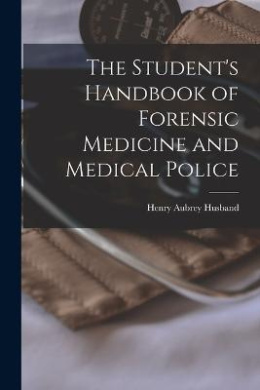 The Student's
Handbook of
Forensic
Medicine and
Medical Police
Henry Aubrey Husband